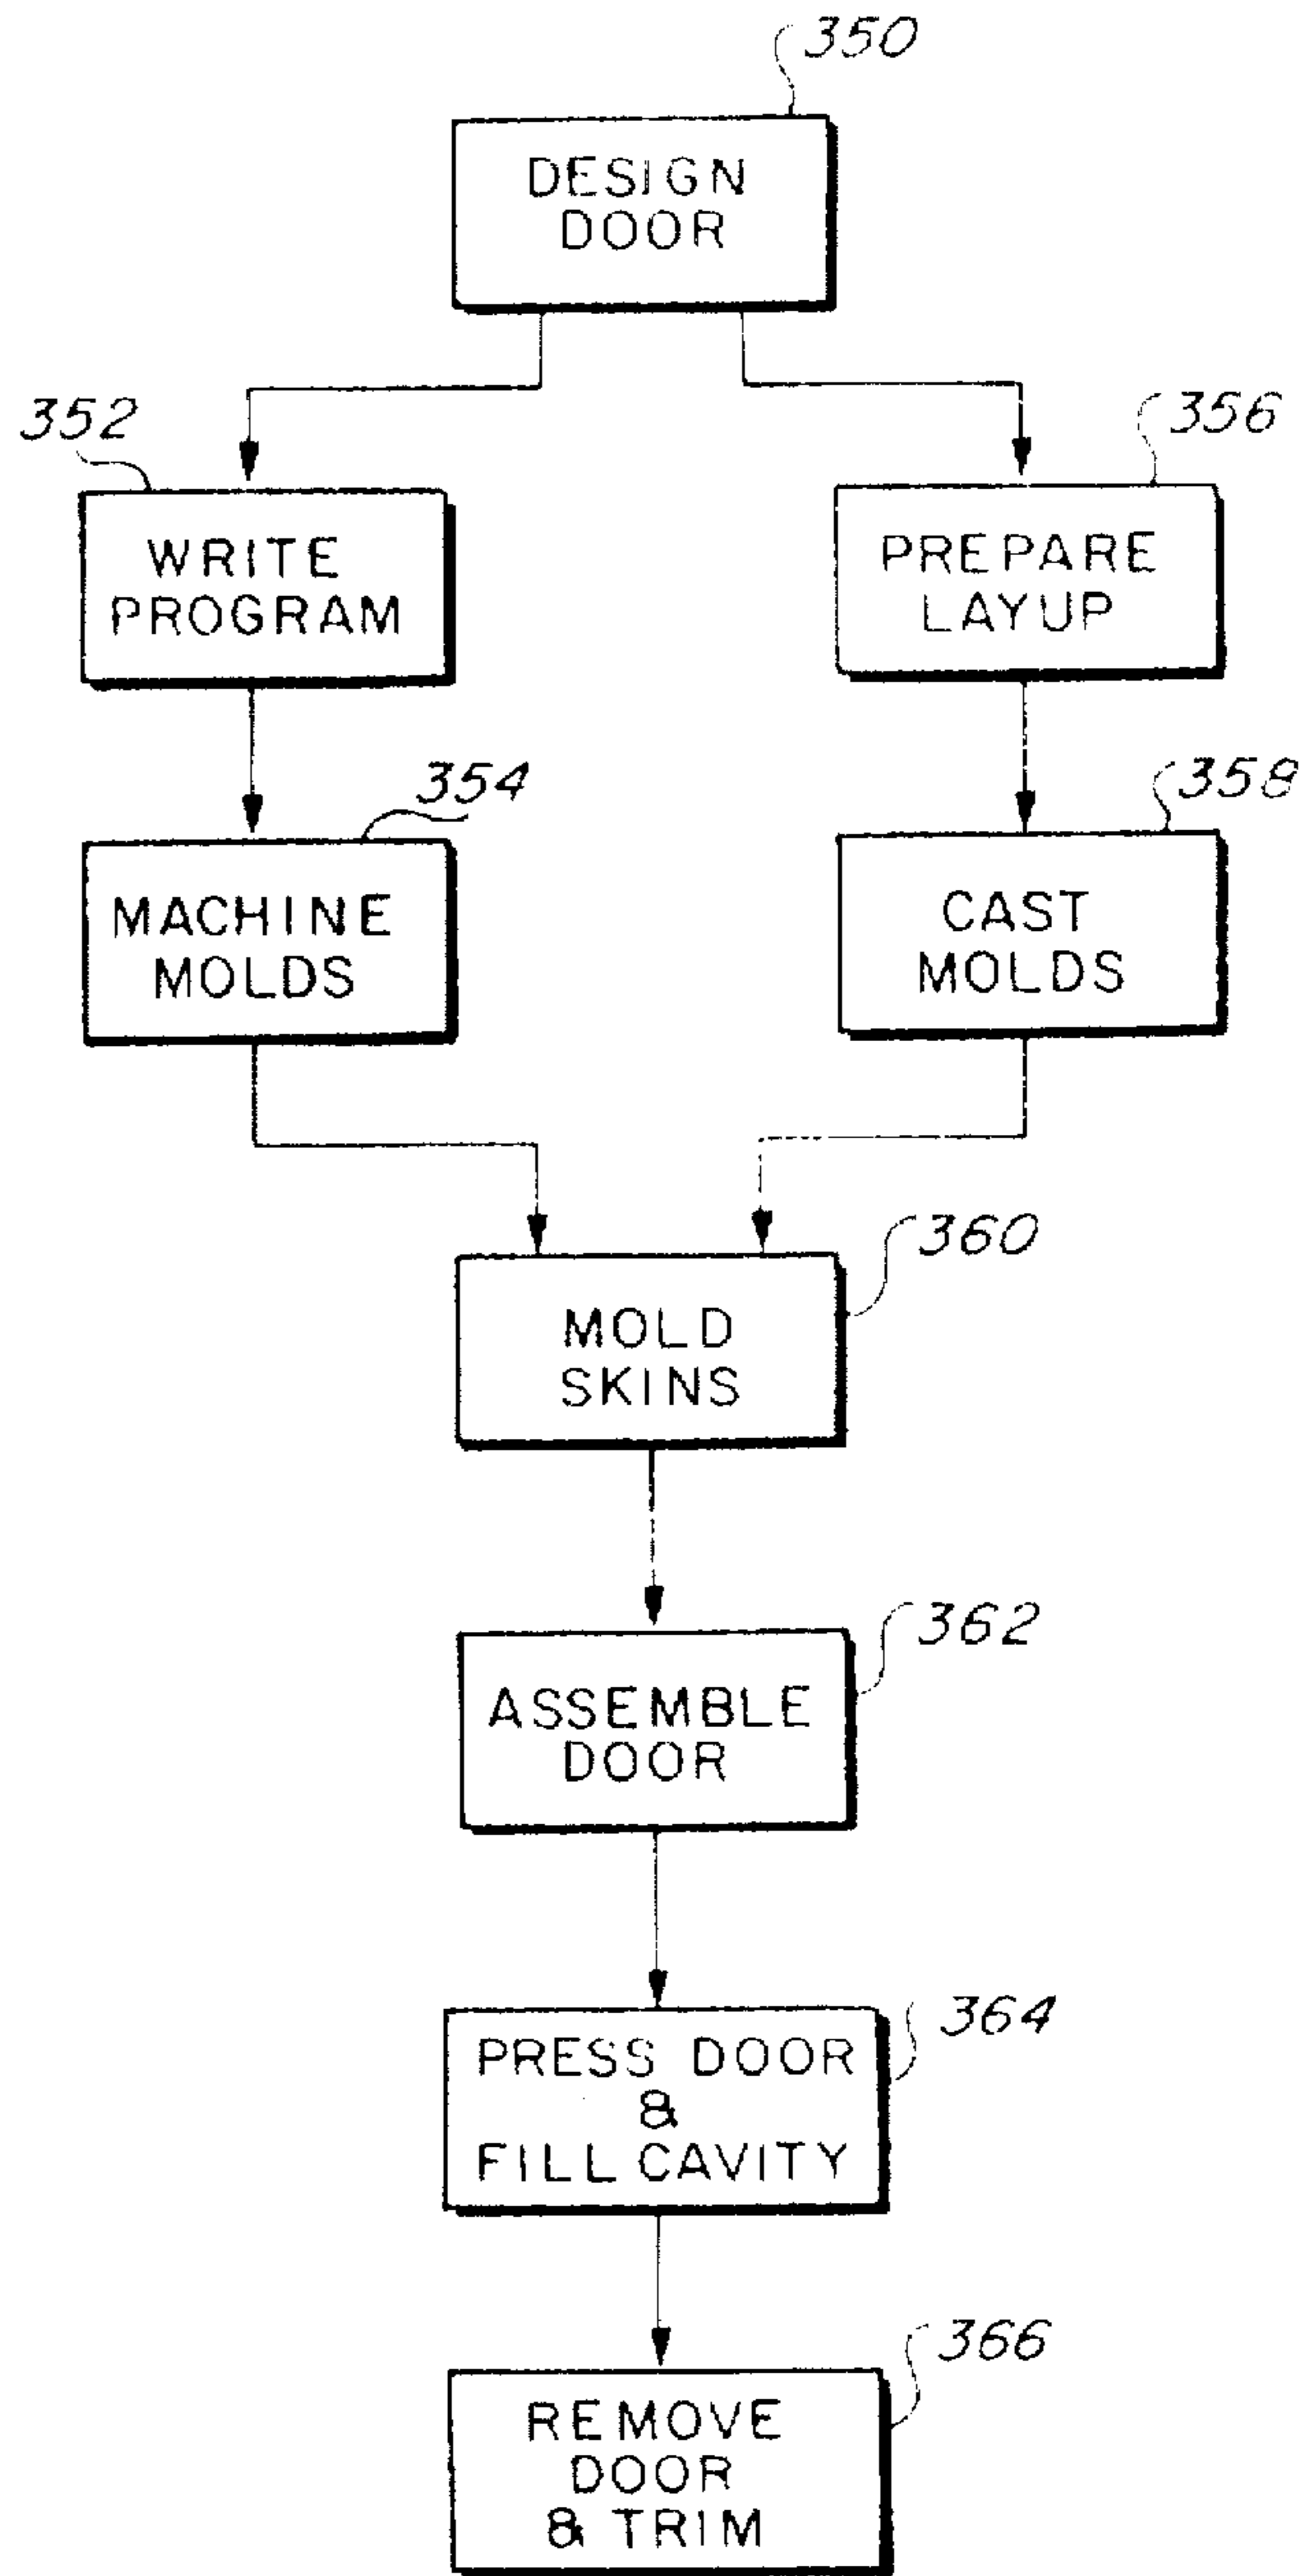 350
DESIGN
DOOR
352
WRITE
PROGRAM
356
PREPARE
LAYUP
354
MACHINE
MOLDS
358
CAST
MOLDS
360
MOLD
SKINS
362
ASSEMBLE
DOOR
364
PRESS DOOR
&
FILL CAVITY
366
REMOVE
DOOR
& TRIM